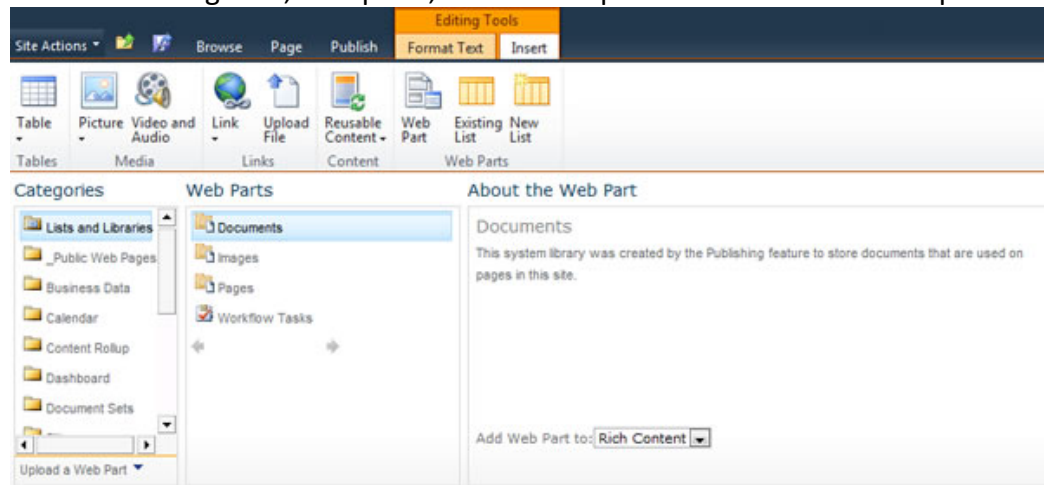 Editing Tools
Site Actions Browse Page Publish Format Text Insert
Table Picture Video and Audio Link Upload File Reusable Content Web Part Existing List New List
Tables Media Links Content Web Parts
Categories Web Parts About the Web Part
Lists and Libraries Documents Documents
_Public Web Pages Images This system library was created by the Publishing feature to store documents that are used on
pages in this site.
Business Data Pages
Calendar Workflow Tasks
Content Rollup
Dashboard
Document Sets
Add Web Part to: Rich Content
Upload a Web Part